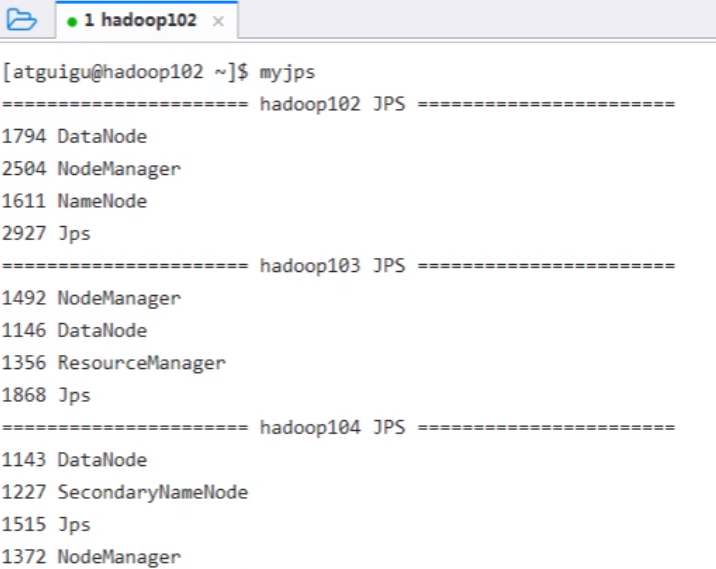 1 hadoop102 ×
[atguigu@hadoop102 ~]$ myjps
====================== hadoop102 JPS =======================
1794 DataNode
2504 NodeManager
1611 NameNode
2927 Jps
====================== hadoop103 JPS =======================
1492 NodeManager
1146 DataNode
1356 ResourceManager
1868 Jps
====================== hadoop104 JPS =======================
1143 DataNode
1227 SecondaryNameNode
1515 Jps
1372 NodeManager